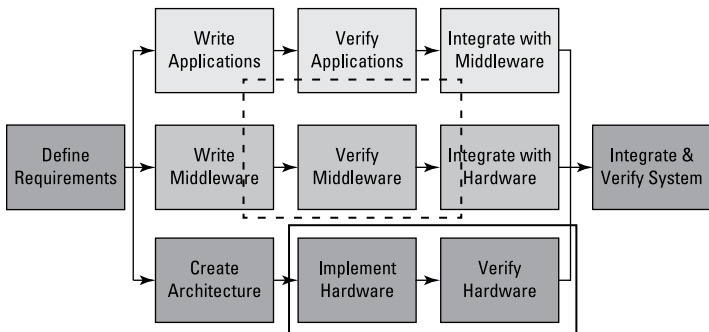 Write
Applications
Verify
Applications
Integrate with
Middleware
Define
Requirements
Write
Middleware
Verify
Middleware
Integrate with
Hardware
Integrate &
Verify System
Create
Architecture
Implement
Hardware
Verify
Hardware